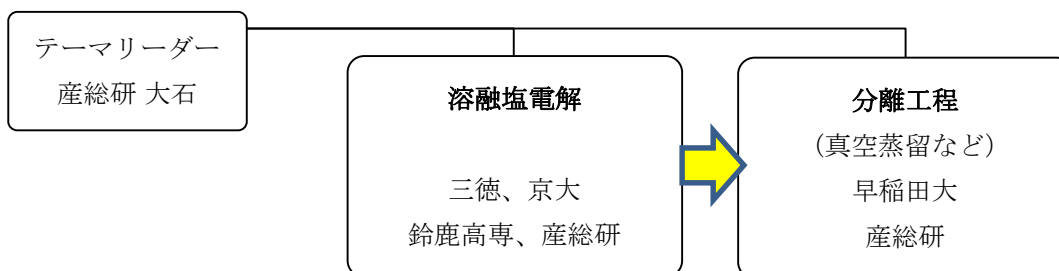 テーマリーダー
産総研 大石
溶融塩電解
三徳、京大
鈴鹿高専、産総研
分離工程
(真空蒸留など)
早稲田大
産総研